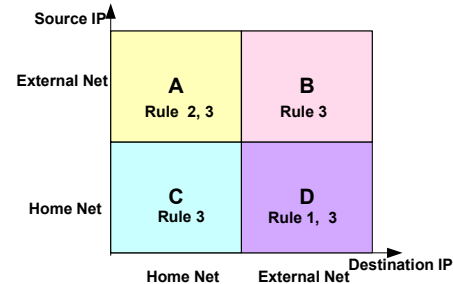 Source IP
External Net
A
Rule 2, 3
B
Rule 3
Home Net
C
Rule 3
D
Rule 1, 3
Destination IP
Home Net
External Net